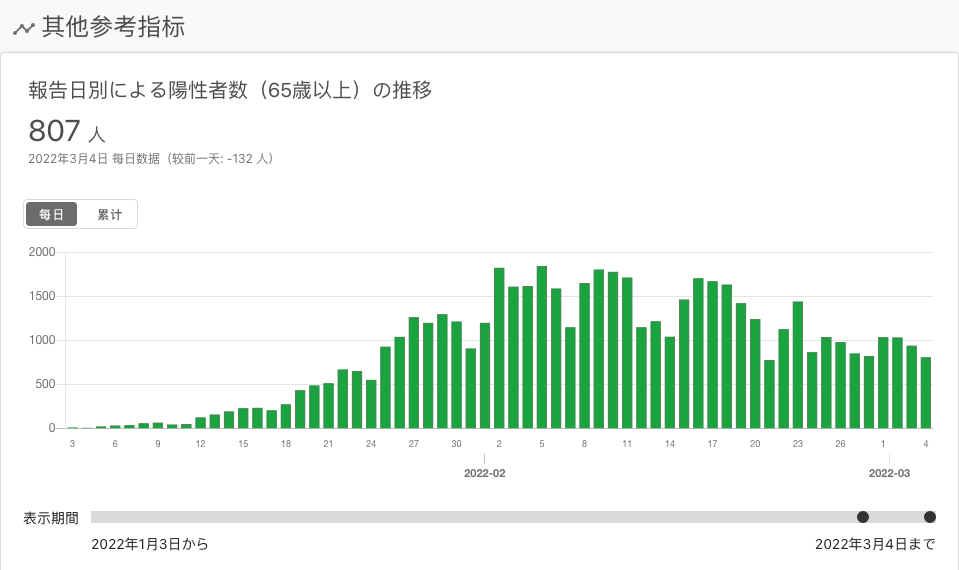 其他参考指标
報告日別による陽性者数（65歳以上）の推移
807 人
2022年3月4日 每日数据（较前一天: -132 人）
每日 累计
2000
1500
1000
500
0
3 6 9 12 15 18 21 24 27 30 2 5 8 11 14 17 20 23 26 1 4
2022-02 2022-03
表示期間
2022年1月3日から 2022年3月4日まで